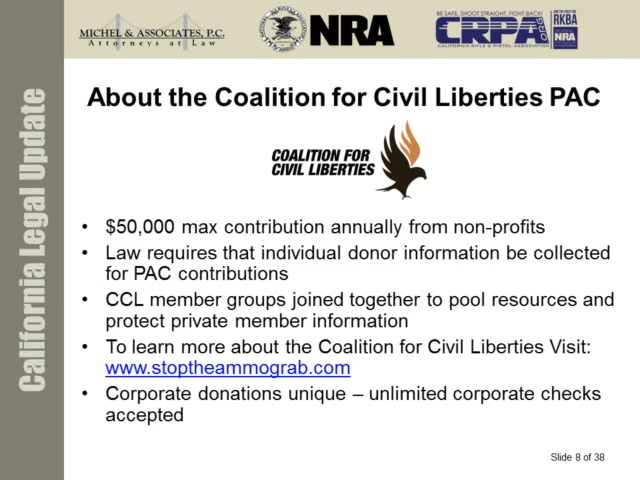 MICHEL & ASSOCIATES, P.C.
Attorneys at Law
NRA
BE SAFE, SHOOT STRAIGHT, FIGHT BACK!
CRPA.ORG
CALIFORNIA RIFLE & PISTOL ASSOCIATION
RKBA
NRA
California Legal Update
About the Coalition for Civil Liberties PAC
COALITION FOR
CIVIL LIBERTIES
• $50,000 max contribution annually from non-profits
• Law requires that individual donor information be collected
for PAC contributions
• CCL member groups joined together to pool resources and
protect private member information
• To learn more about the Coalition for Civil Liberties Visit:
www.stoptheammograb.com
• Corporate donations unique – unlimited corporate checks
accepted
Slide 8 of 38